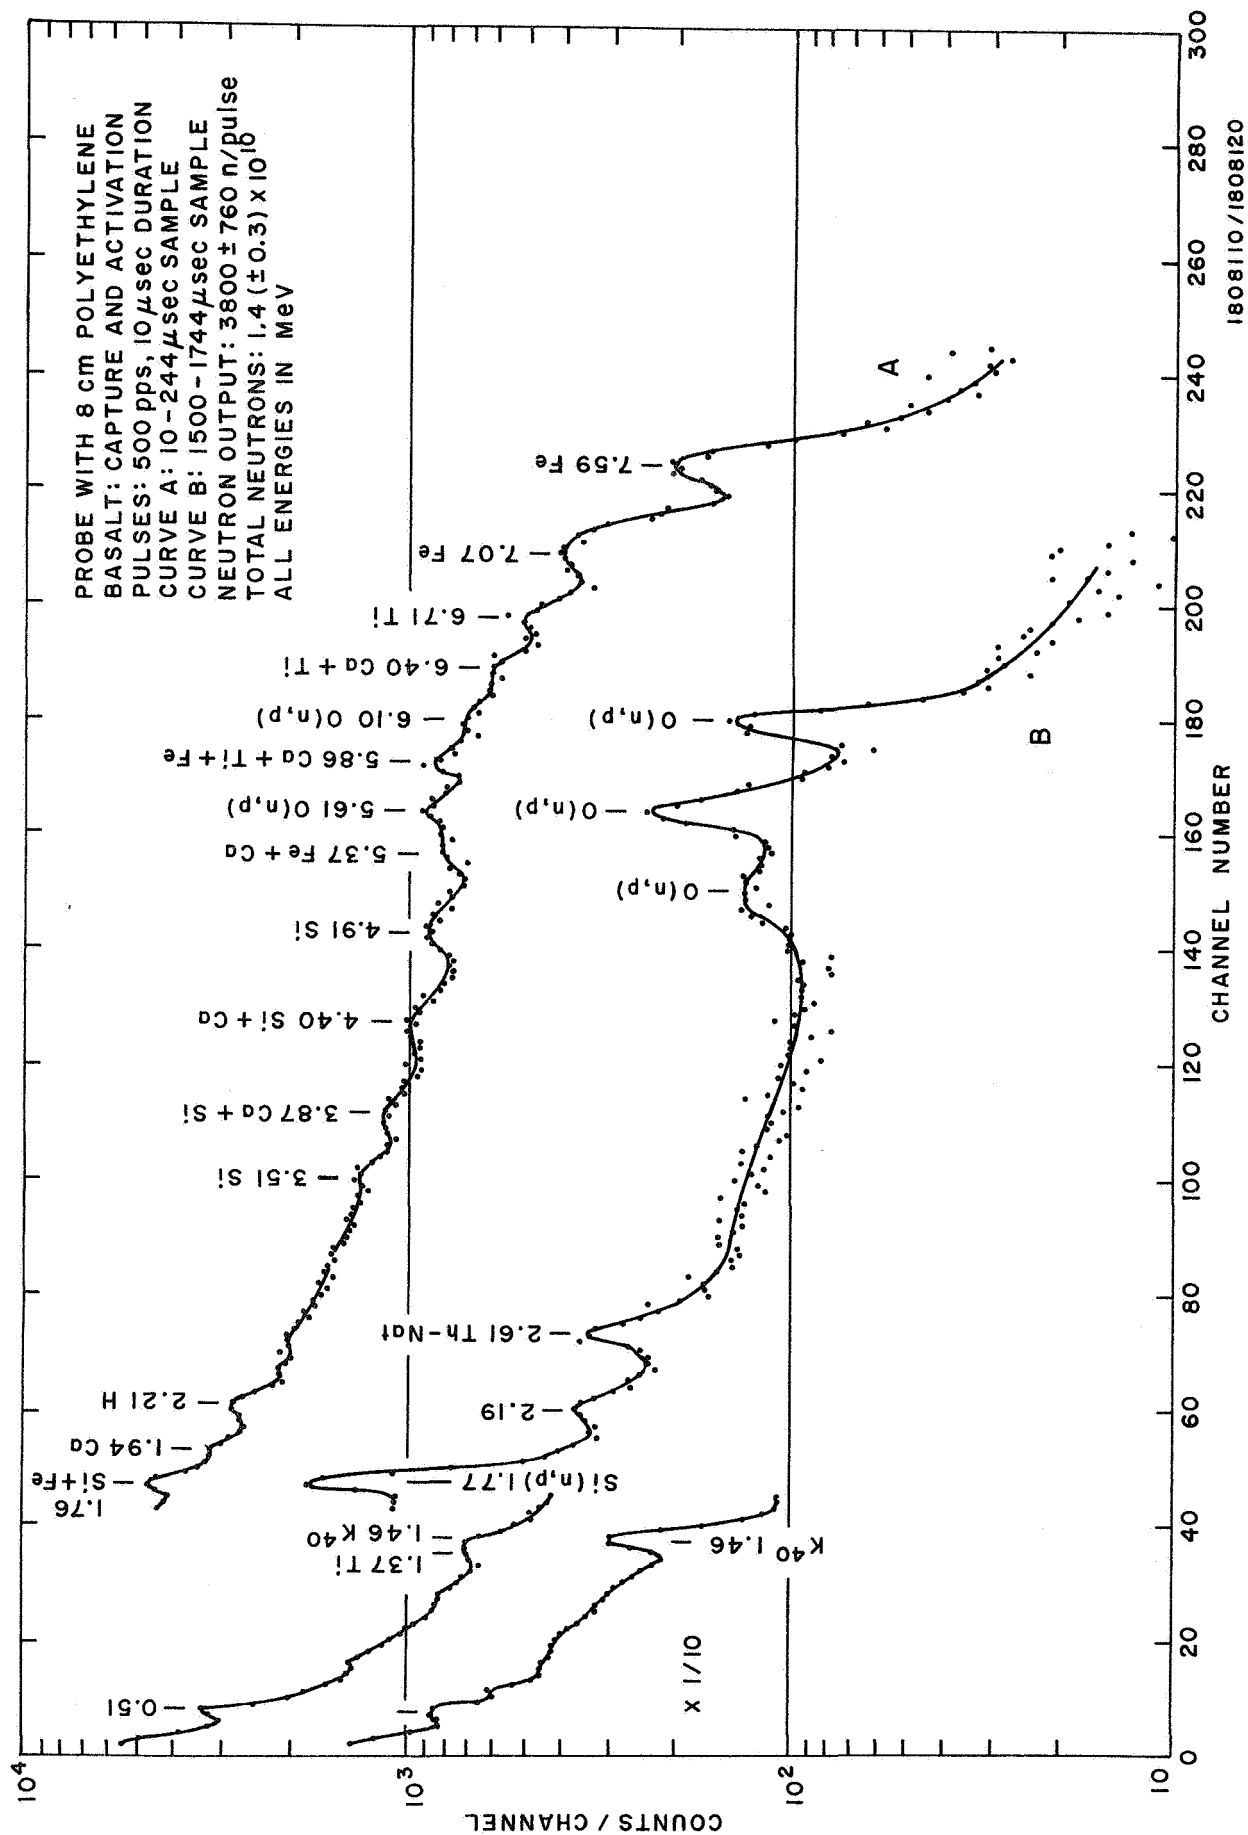 PROBE WITH 8 cm POLYETHYLENE
BASALT: CAPTURE AND ACTIVATION
PULSES: 500 pps, 10 μsec DURATION
CURVE A: 10-244 μsec SAMPLE
CURVE B: 1500-1744 μsec SAMPLE
NEUTRON OUTPUT: 3800 ± 760 n/pulse
TOTAL NEUTRONS: 1.4 (±0.3) x 10^10
ALL ENERGIES IN MeV
10^4
10^3
10^2
10
COUNTS / CHANNEL
0.51
1.37 Ti
1.46 K40
1.76
Si+Fe
1.94 Ca
2.21 H
3.51 Si
3.87 Ca + Si
4.40 Si + Ca
4.91 Si
5.37 Fe + Ca
5.61 O(n,p)
5.86 Ca + Ti + Fe
6.10 O(n,p)
6.40 Ca + Ti
6.71 Ti
7.07 Fe
7.59 Fe
A
X 1/10
K40 1.46
Si(n,p) 1.77
2.19
2.61 Th-Nat
O(n,p)
O(n,p)
O(n,p)
B
0 20 40 60 80 100 120 140 160 180 200 220 240 260 280 300
CHANNEL NUMBER
1808110/1808120